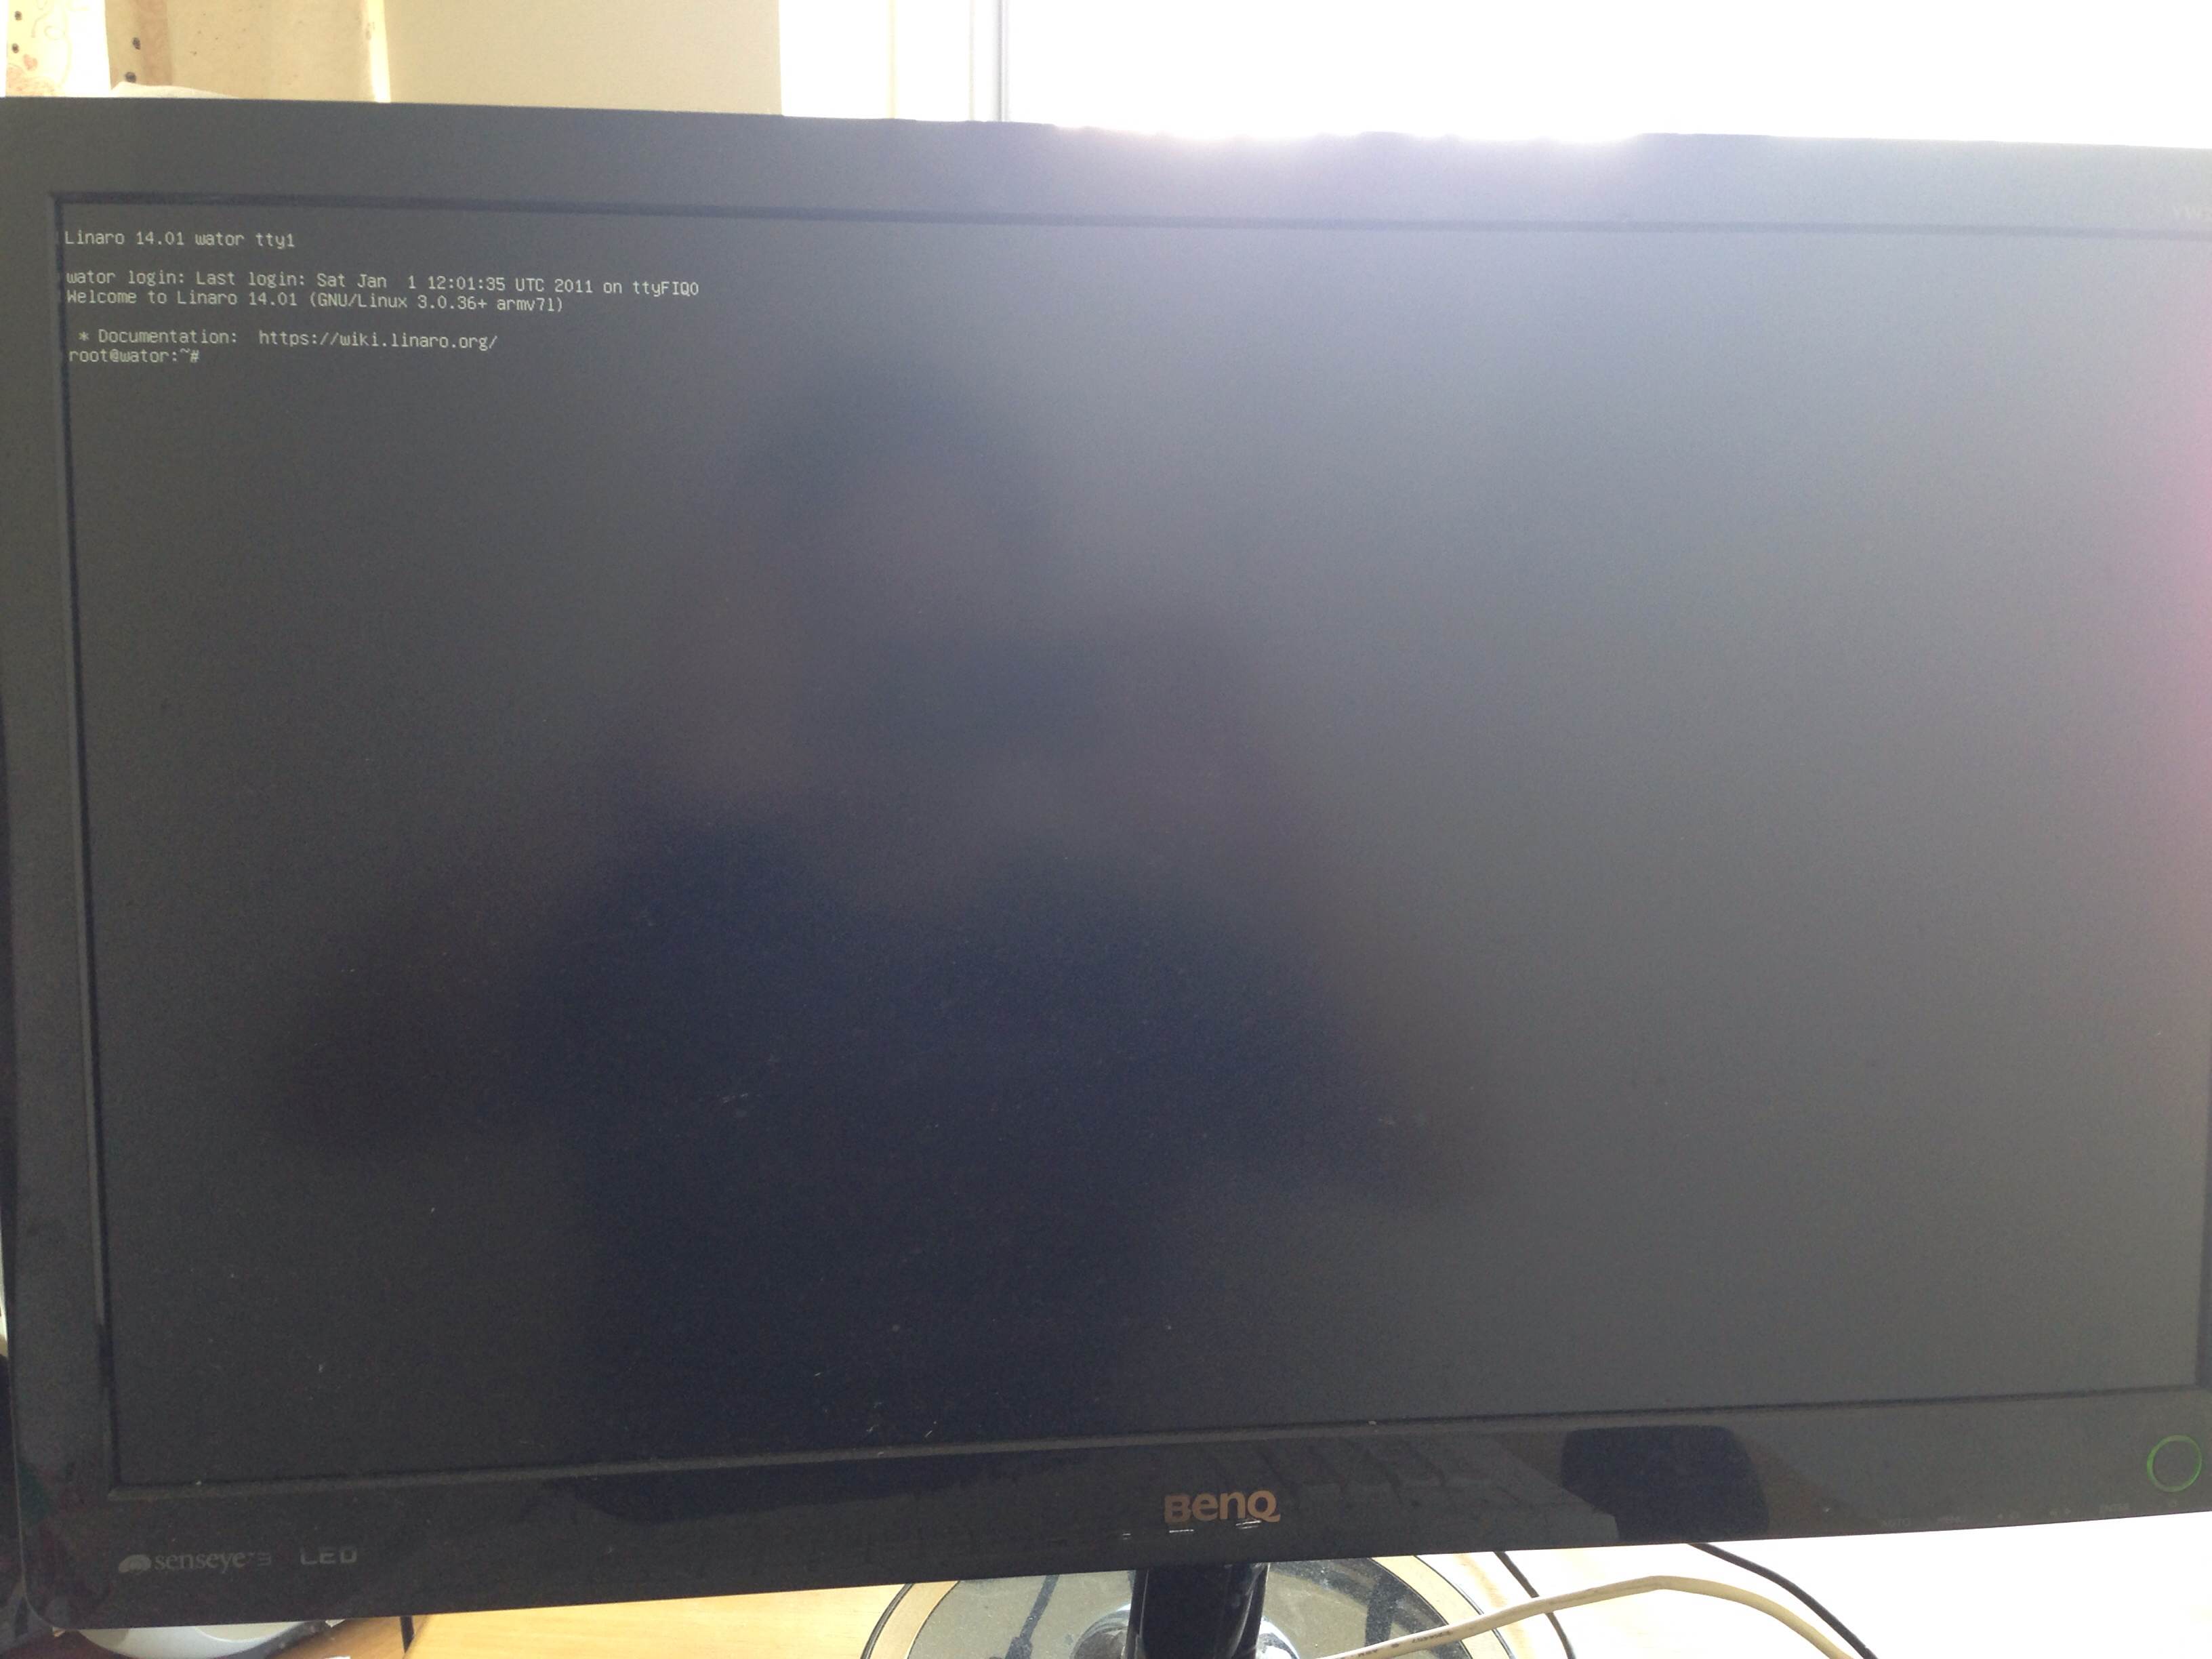 Linaro 14.01 wator tty1
wator login: Last login: Sat Jan  1 12:01:35 UTC 2011 on ttyFIQ0
Welcome to Linaro 14.01 (GNU/Linux 3.0.36+ armv7l)
* Documentation:  https://wiki.linaro.org/
root@wator:~#
BenQ
senseye 3 LED